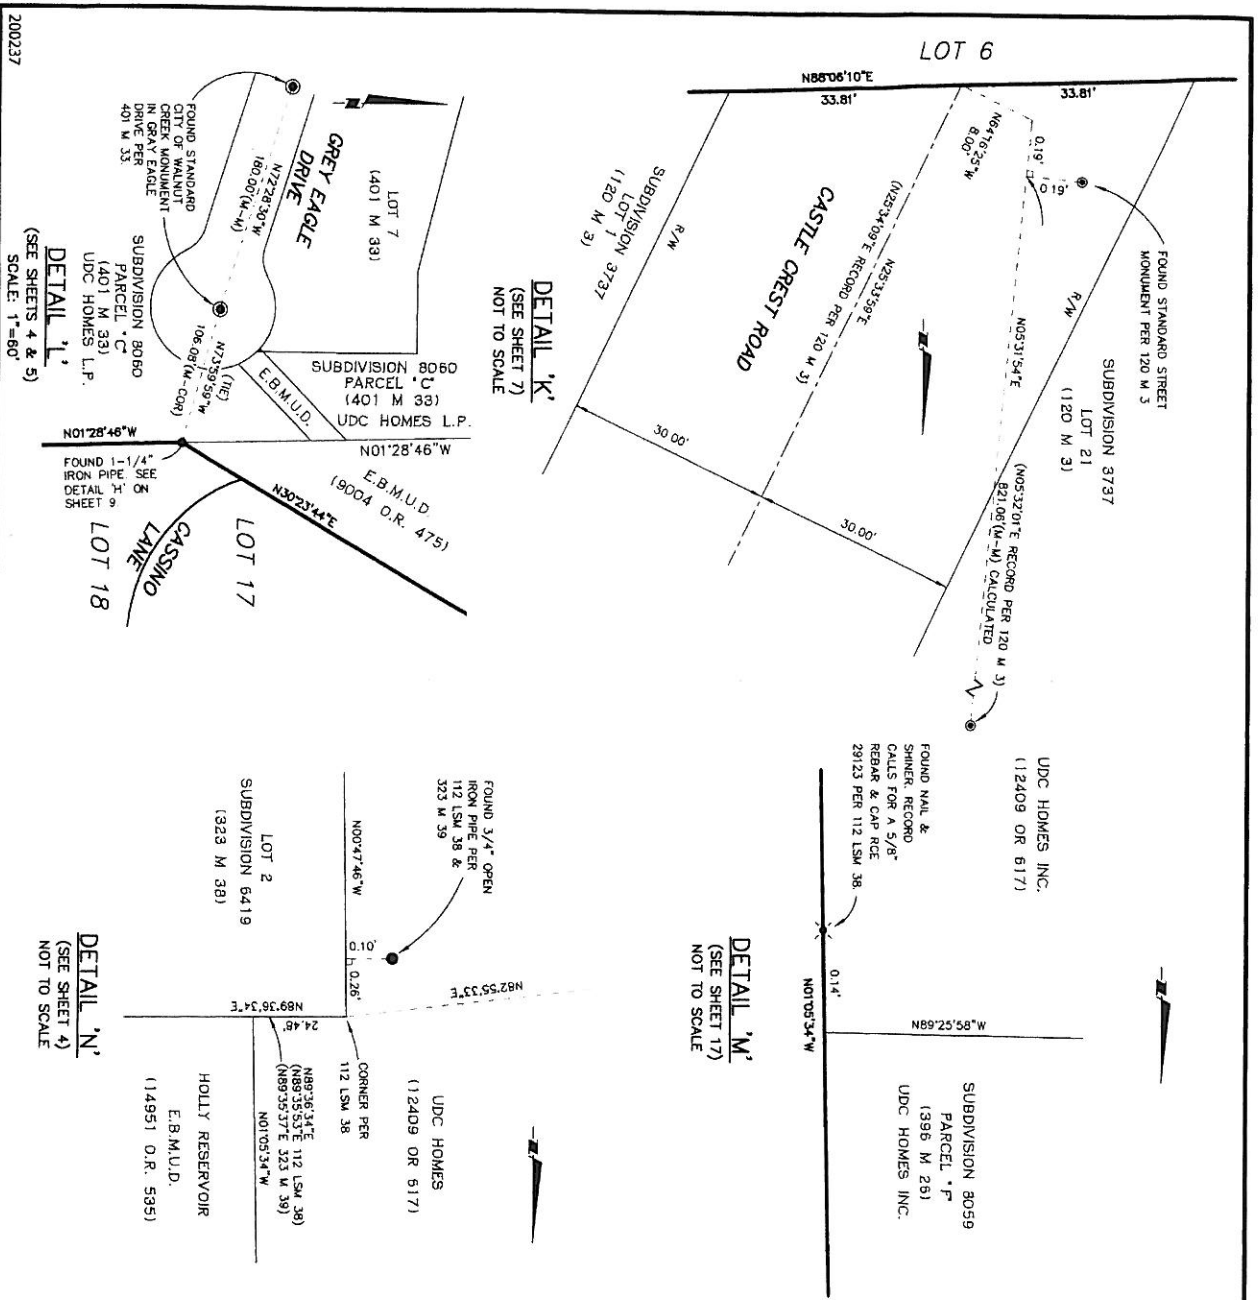 LOT 6
N88°06'10"E
33.81'
33.81'
N64°16'25"W
8.00'
0.19'
0.19'
FOUND STANDARD STREET
MONUMENT PER 120 M 3
R/W
SUBDIVISION 3737
LOT 21
(120 M 3)
N05°31'54"E
(N05°32'01"E RECORD PER 120 M 3)
821.06'(M-M) CALCULATED
(N25°34'09"E RECORD PER 120 M 3)
N25°33'59"E
CASTLE CREST ROAD
R/W
SUBDIVISION 3737
LOT 1
(120 M 3)
30.00'
30.00'
DETAIL 'K'
(SEE SHEET 7)
NOT TO SCALE
LOT 7
(401 M 33)
GREY EAGLE
DRIVE
N72°28'30"W
180.00'(M-M)
FOUND STANDARD
CITY OF WALNUT
CREEK MONUMENT
IN GRAY EAGLE
DRIVE PER
401 M 33.
SUBDIVISION 8060
PARCEL "C"
(401 M 33)
UDC HOMES L.P.
(TIE)
N73°59'59"W
106.08'(M-COR)
E.B.M.U.D.
SUBDIVISION 8060
PARCEL "C"
(401 M 33)
UDC HOMES L.P.
N01°28'46"W
N01°28'46"W
E.B.M.U.D.
(9004 O.R. 475)
N30°23'44"E
FOUND 1-1/4"
IRON PIPE. SEE
DETAIL 'H' ON
SHEET 9
CASSINO
LANE
LOT 17
LOT 18
DETAIL 'L'
(SEE SHEETS 4 & 5)
SCALE: 1"=60'
UDC HOMES INC.
(12409 OR 617)
FOUND NAIL &
SHINER. RECORD
CALLS FOR A 5/8"
REBAR & CAP RCE
29123 PER 112 LSM 38.
0.14'
N01°05'34"W
N89°25'58"W
SUBDIVISION 8059
PARCEL "F"
(396 M 26)
UDC HOMES INC.
DETAIL 'M'
(SEE SHEET 17)
NOT TO SCALE
FOUND 3/4" OPEN
IRON PIPE PER
112 LSM 38 &
323 M 39
N00°47'46"W
0.10'
0.26'
N82°55'33"E
LOT 2
SUBDIVISION 6419
(323 M 38)
N89°36'34"E
24.48'
CORNER PER
112 LSM 38
UDC HOMES
(12409 OR 617)
N89°36'34"E
(N89°35'53"E 112 LSM 38)
(N89°35'37"E 323 M 39)
N01°05'34"W
HOLLY RESERVOIR
E.B.M.U.D.
(14951 O.R. 535)
DETAIL 'N'
(SEE SHEET 4)
NOT TO SCALE
200237